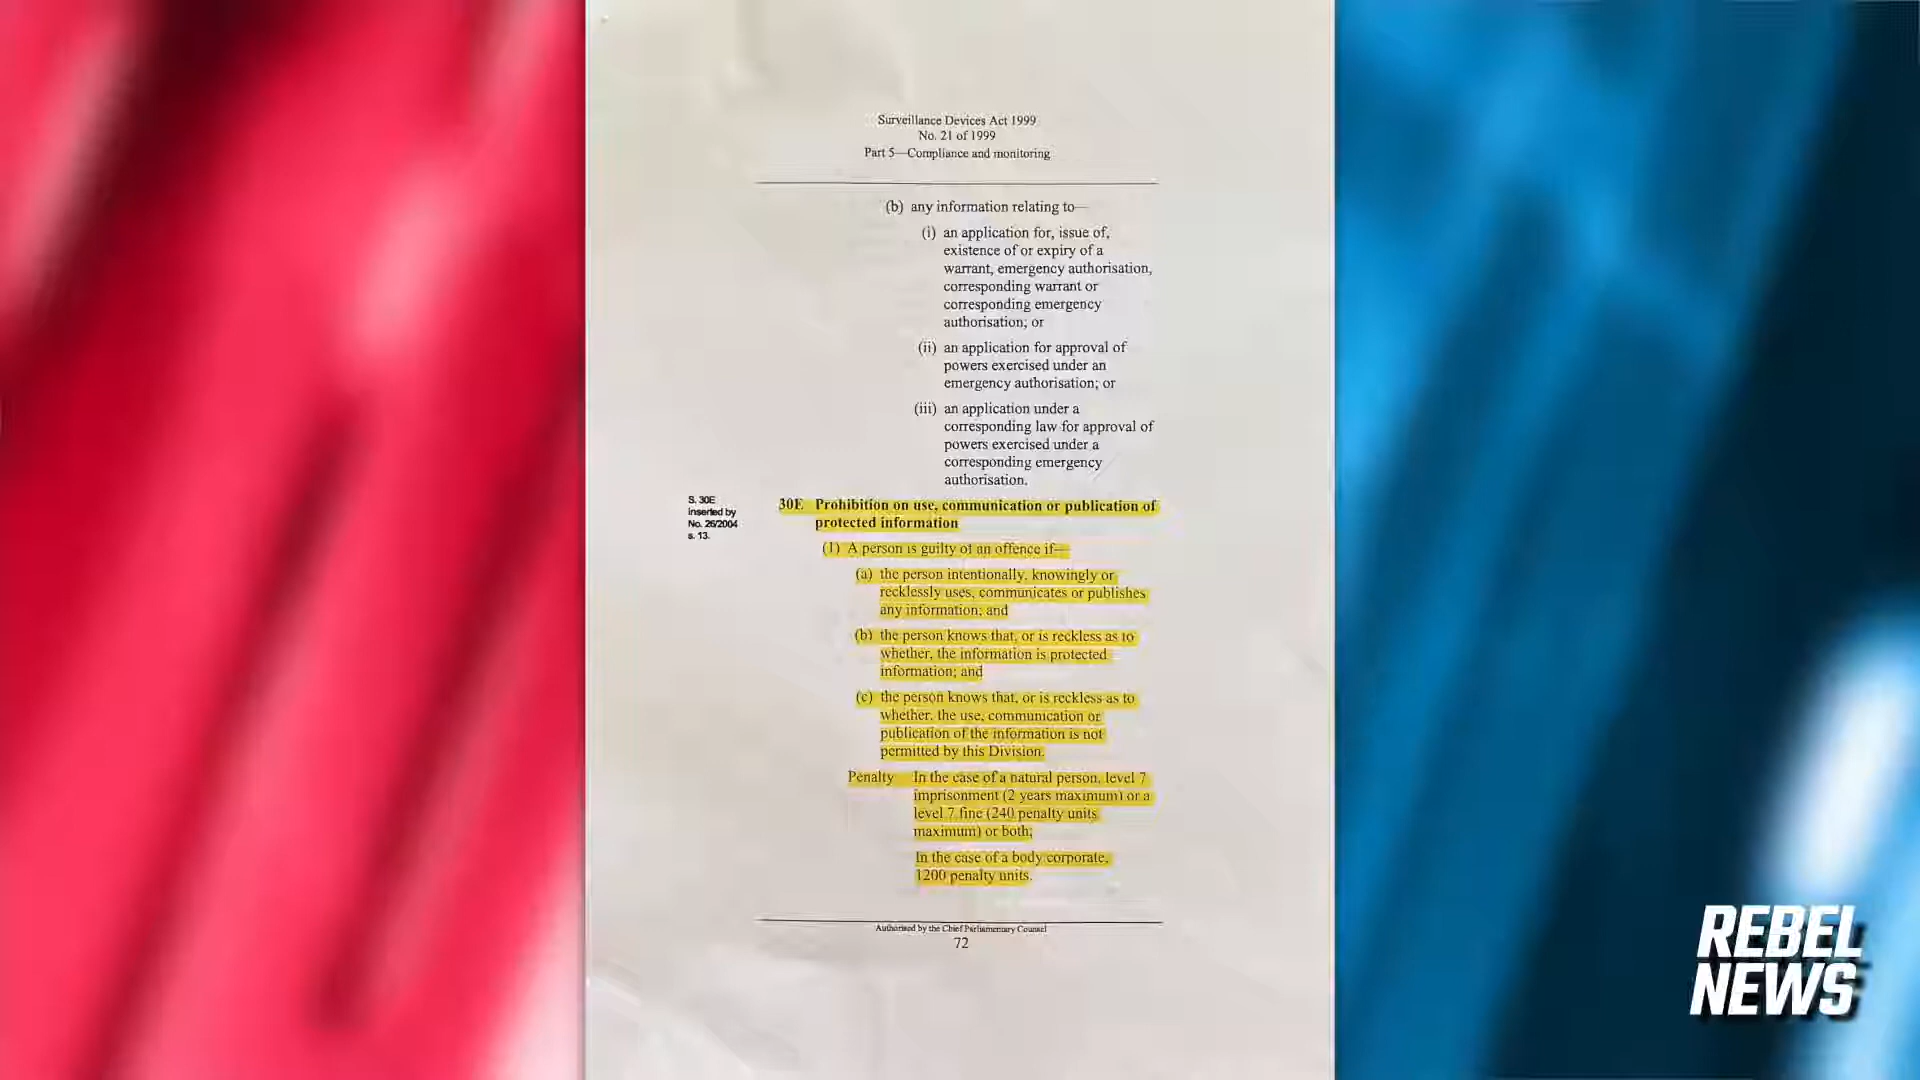 Surveillance Devices Act 1999
No. 21 of 1999
Part 5—Compliance and monitoring
(b) any information relating to—
(i) an application for, issue of,
existence of or expiry of a
warrant, emergency authorisation,
corresponding warrant or
corresponding emergency
authorisation; or
(ii) an application for approval of
powers exercised under an
emergency authorisation; or
(iii) an application under a
corresponding law for approval of
powers exercised under a
corresponding emergency
authorisation.
S. 30E
inserted by
No. 26/2004
s. 13.
30E Prohibition on use, communication or publication of
protected information
(1) A person is guilty of an offence if—
(a) the person intentionally, knowingly or
recklessly uses, communicates or publishes
any information; and
(b) the person knows that, or is reckless as to
whether, the information is protected
information; and
(c) the person knows that, or is reckless as to
whether, the use, communication or
publication of the information is not
permitted by this Division.
Penalty In the case of a natural person, level 7
imprisonment (2 years maximum) or a
level 7 fine (240 penalty units
maximum) or both;
In the case of a body corporate,
1200 penalty units.
Authorised by the Chief Parliamentary Counsel
72
REBEL
NEWS